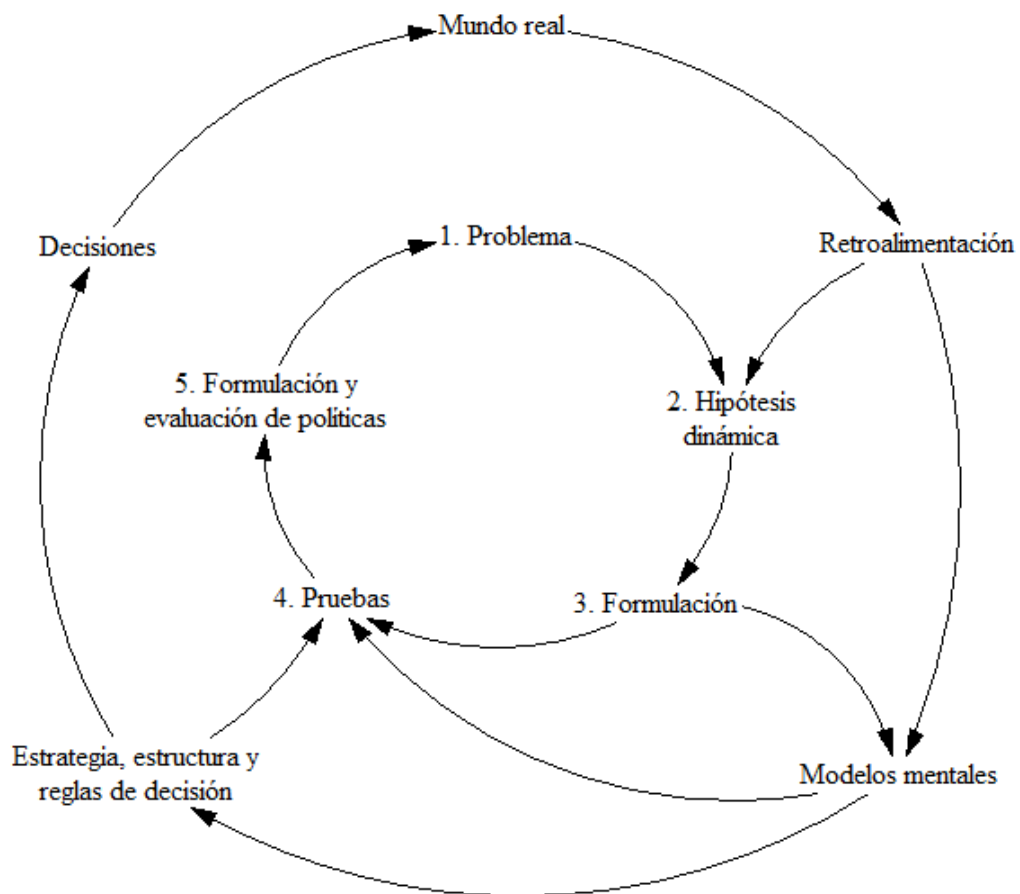 Mundo real
Decisiones
1. Problema
Retroalimentación
5. Formulación y
evaluación de políticas
2. Hipótesis
dinámica
4. Pruebas
3. Formulación
Estrategia, estructura y
reglas de decisión
Modelos mentales